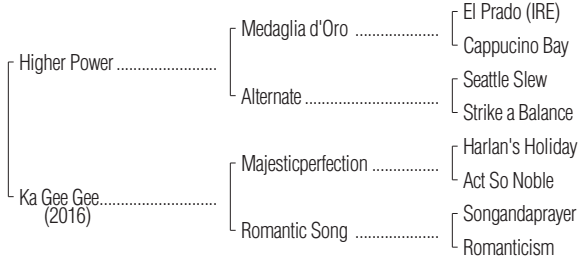 El Prado (IRE)
Medaglia d'Oro ..................
Cappucino Bay
Higher Power .......................
Seattle Slew
Alternate .............................
Strike a Balance
Harlan's Holiday
Majesticperfection ...............
Act So Noble
Ka Gee Gee...........................
(2016)
Songandaprayer
Romantic Song ..................
Romanticism